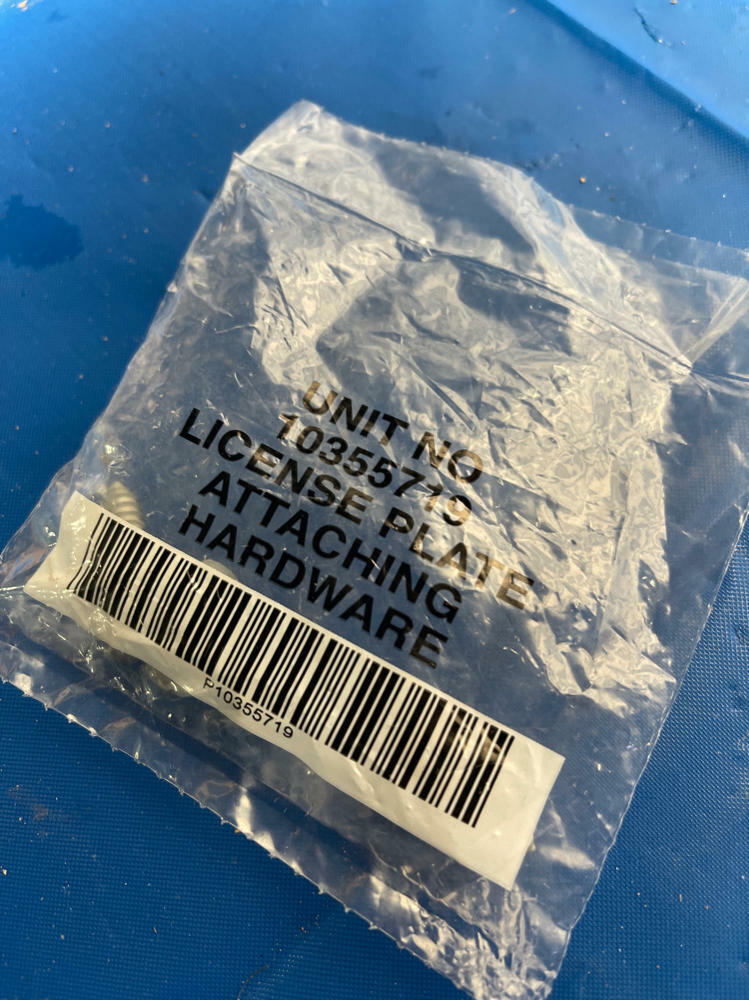 UNIT NO
10355719
LICENSE PLATE
ATTACHING
HARDWARE
P10355719